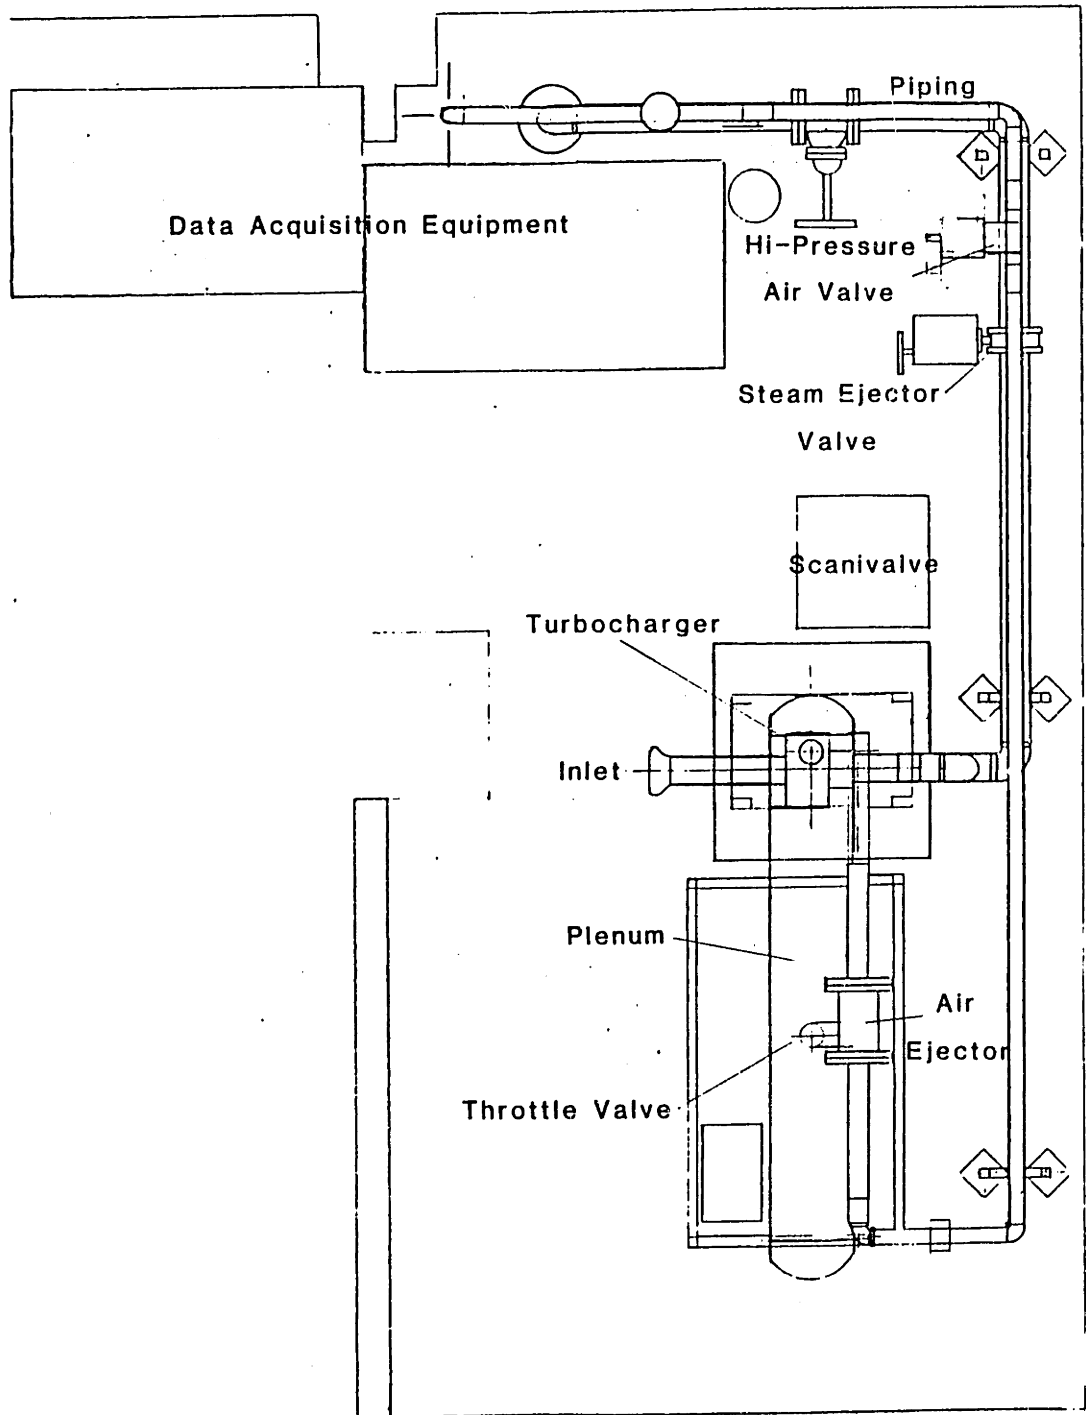 Piping
Data Acquisition Equipment
Hi-Pressure
Air Valve
Steam Ejector
Valve
Scanivalve
Turbocharger
Inlet
Plenum
Air
Ejector
Throttle Valve